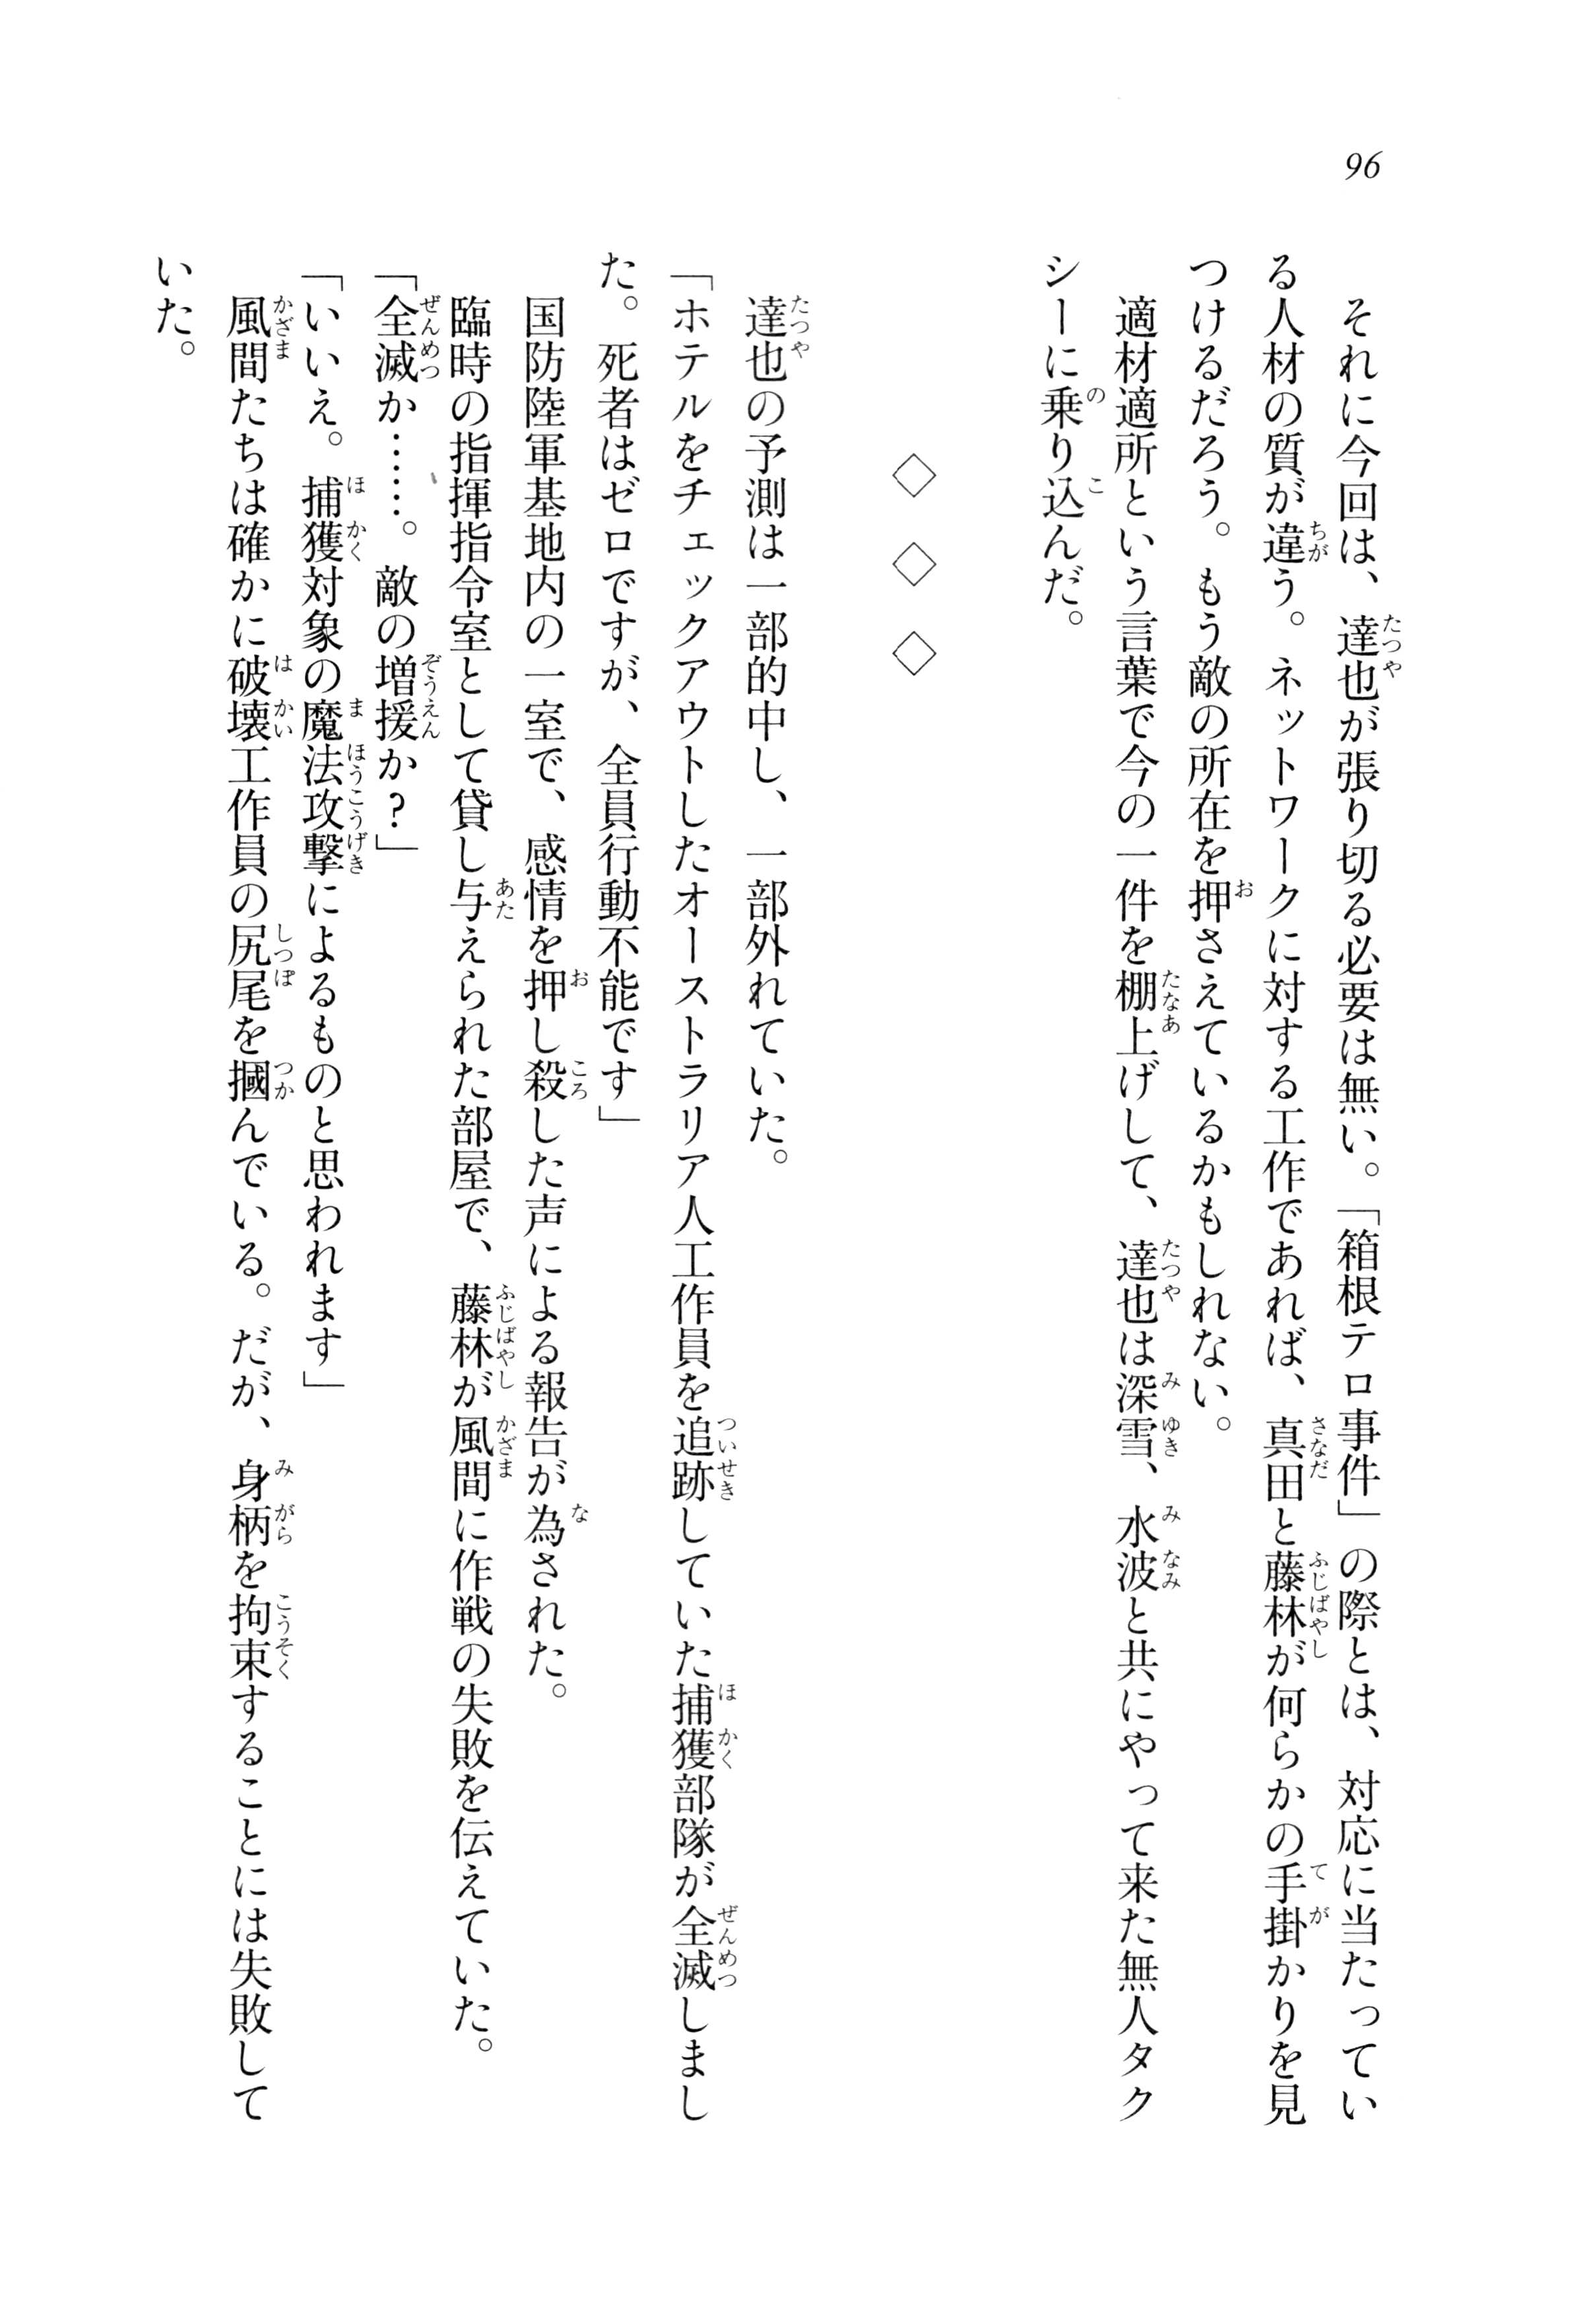 96
それに今回は、達也が張り切る必要は無い。「箱根テロ事件」の際とは、対応に当たってい
る人材の質が違う。ネットワークに対する工作であれば、真田と藤林が何らかの手掛かりを見
つけるだろう。もう敵の所在を押さえているかもしれない。
適材適所という言葉で今の一件を棚上げして、達也は深雪、水波と共にやって来た無人タク
シーに乗り込んだ。
◇　◇　◇
達也の予測は一部的中し、一部外れていた。
「ホテルをチェックアウトしたオーストラリア人工作員を追跡していた捕獲部隊が全滅しまし
た。死者はゼロですが、全員行動不能です」
国防陸軍基地内の一室で、感情を押し殺した声による報告が為された。
臨時の指揮指令室として貸し与えられた部屋で、藤林が風間に作戦の失敗を伝えていた。
「全滅か……。敵の増援か？」
「いいえ。捕獲対象の魔法攻撃によるものと思われます」
風間たちは確かに破壊工作員の尻尾を摑んでいる。だが、身柄を拘束することには失敗して
いた。